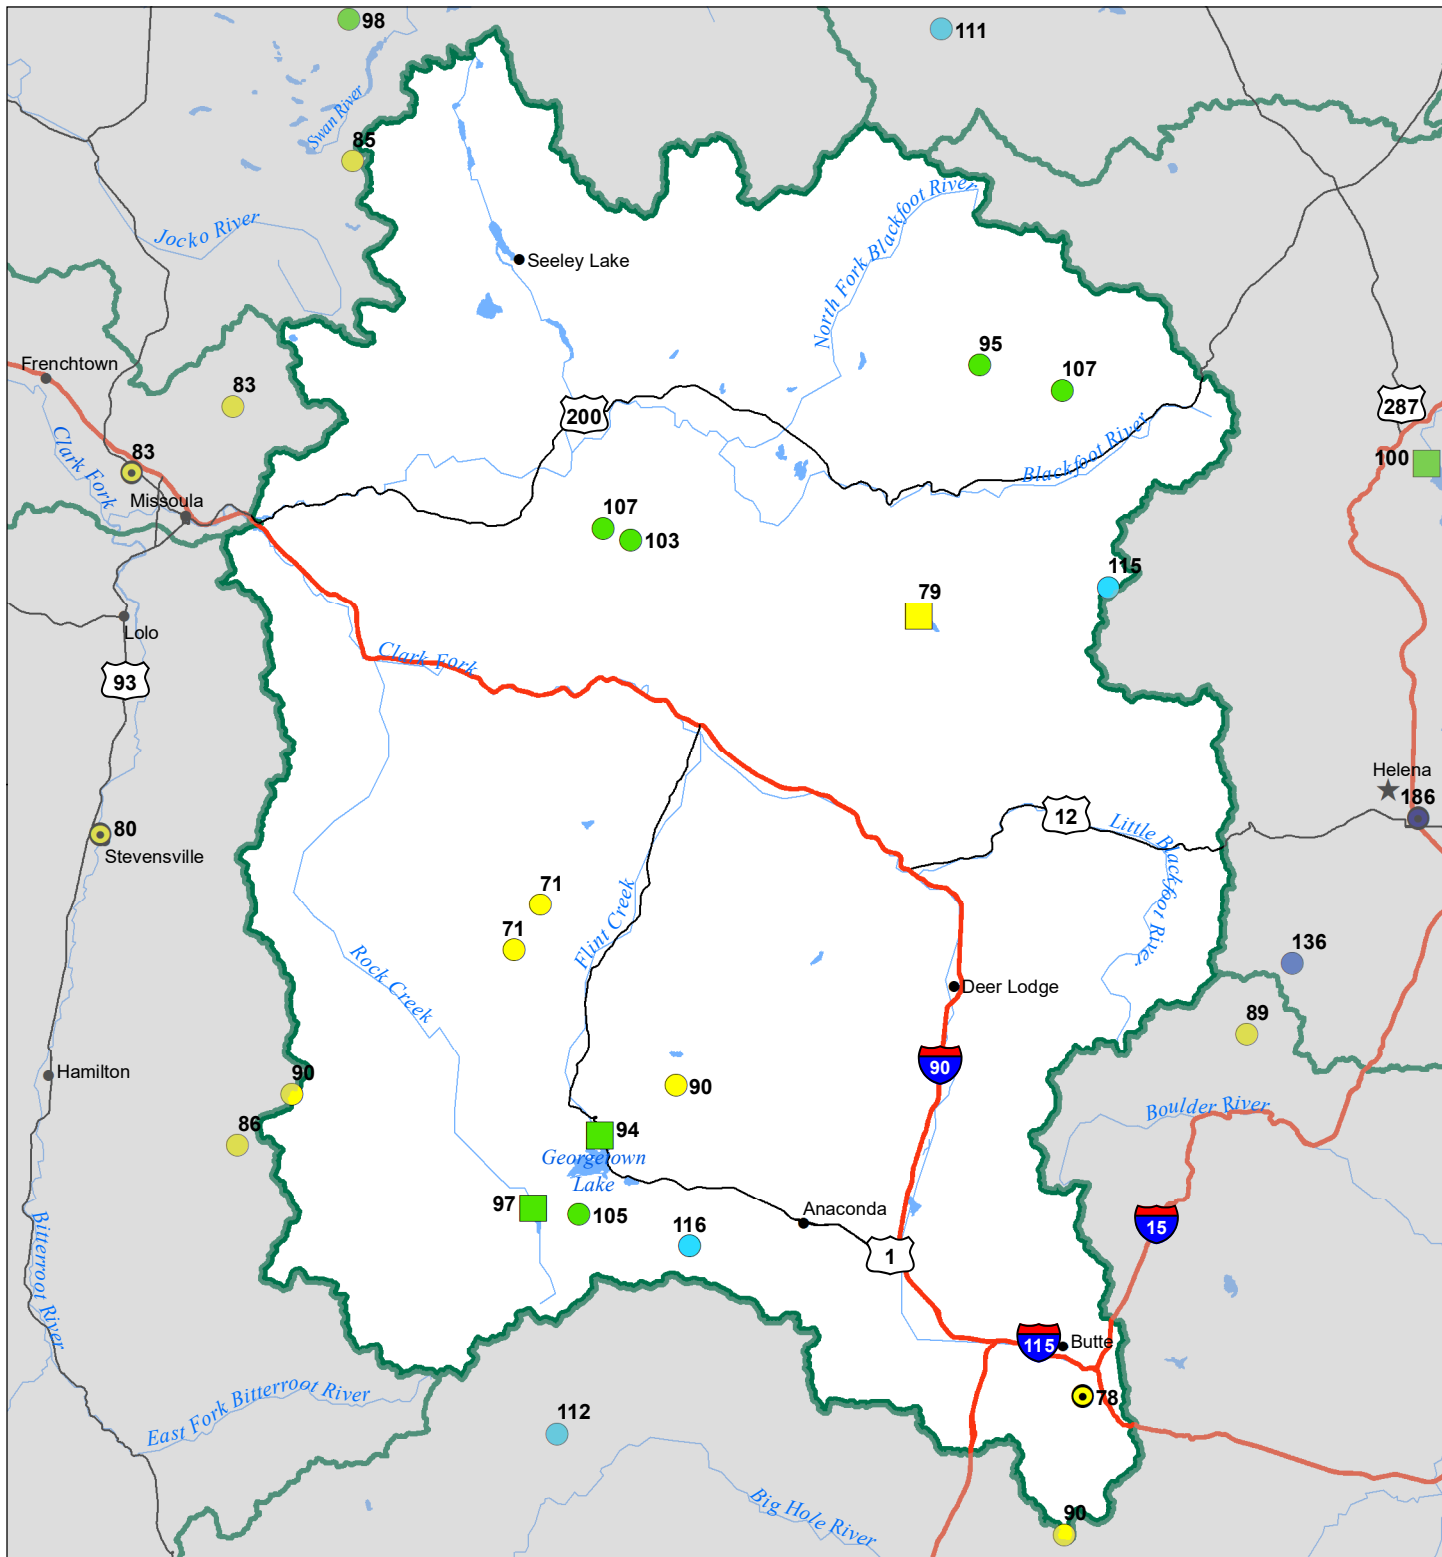 98
111
Swan River
85
Jocko River
North Fork Blackfoot River
Seeley Lake
95
107
Frenchtown
83
200
287
Clark Fork
83
Blackfoot River
100
Missoula
107
103
115
79
Lolo
Clark Fork
93
Helena
186
12
Little Blackfoot River
80
Stevensville
71
Flint Creek
71
136
Rock Creek
Deer Lodge
89
90
Hamilton
90
90
Boulder River
86
94
Georgetown
Lake
97
105
Anaconda
116
15
1
Bitterroot River
115
Butte
East Fork Bitterroot River
78
112
Big Hole River
90